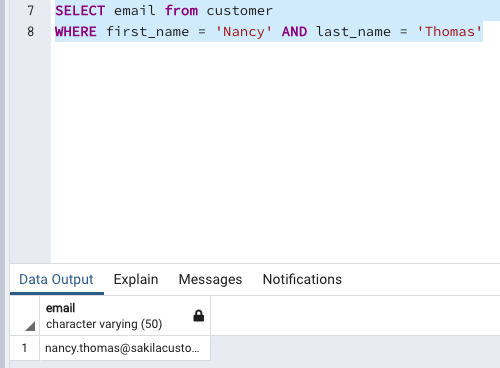 7 SELECT email from customer
8 WHERE first_name = 'Nancy' AND last_name = 'Thomas'
Data Output Explain Messages Notifications
email
character varying (50)
1 nancy.thomas@sakilacusto...